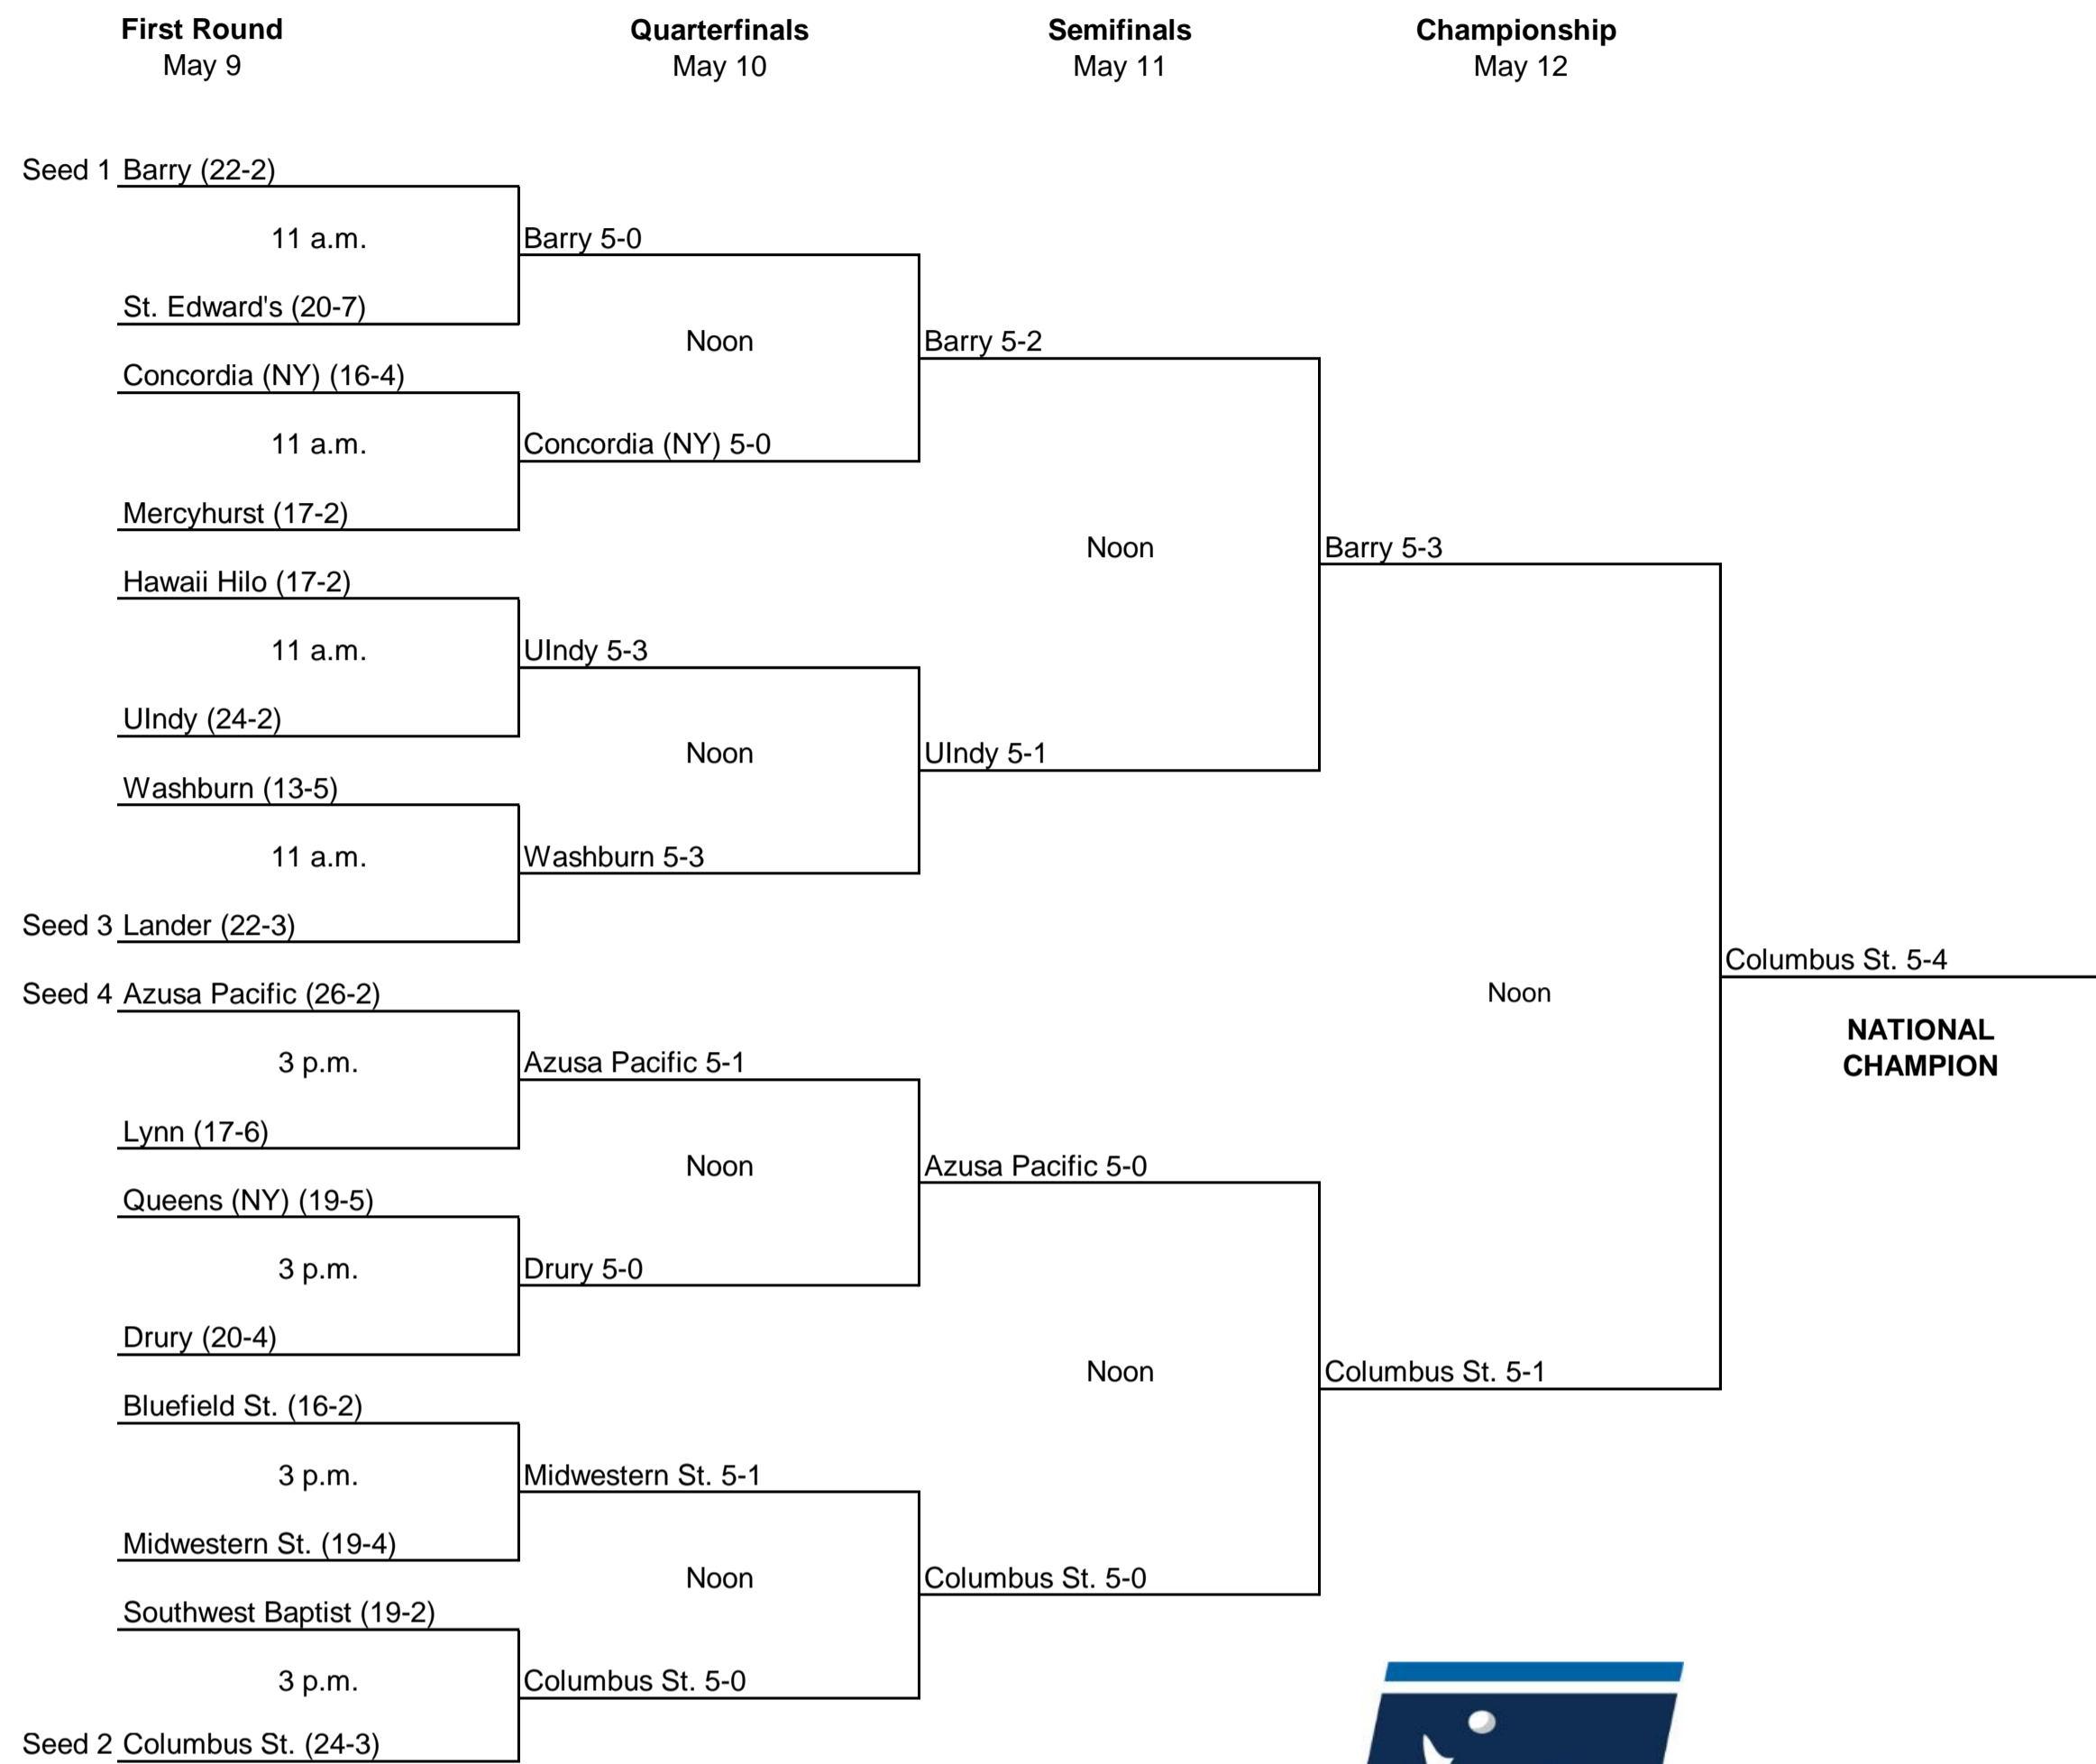 First Round
May 9
Quarterfinals
May 10
Semifinals
May 11
Championship
May 12
Seed 1 Barry (22-2)
11 a.m.
Barry 5-0
St. Edward's (20-7)
Noon
Barry 5-2
Concordia (NY) (16-4)
11 a.m.
Concordia (NY) 5-0
Mercyhurst (17-2)
Noon
Barry 5-3
Hawaii Hilo (17-2)
11 a.m.
UIndy 5-3
UIndy (24-2)
Noon
UIndy 5-1
Washburn (13-5)
11 a.m.
Washburn 5-3
Seed 3 Lander (22-3)
Columbus St. 5-4
Noon
Seed 4 Azusa Pacific (26-2)
NATIONAL
CHAMPION
3 p.m.
Azusa Pacific 5-1
Lynn (17-6)
Noon
Azusa Pacific 5-0
Queens (NY) (19-5)
3 p.m.
Drury 5-0
Drury (20-4)
Noon
Columbus St. 5-1
Bluefield St. (16-2)
3 p.m.
Midwestern St. 5-1
Midwestern St. (19-4)
Noon
Columbus St. 5-0
Southwest Baptist (19-2)
3 p.m.
Columbus St. 5-0
Seed 2 Columbus St. (24-3)